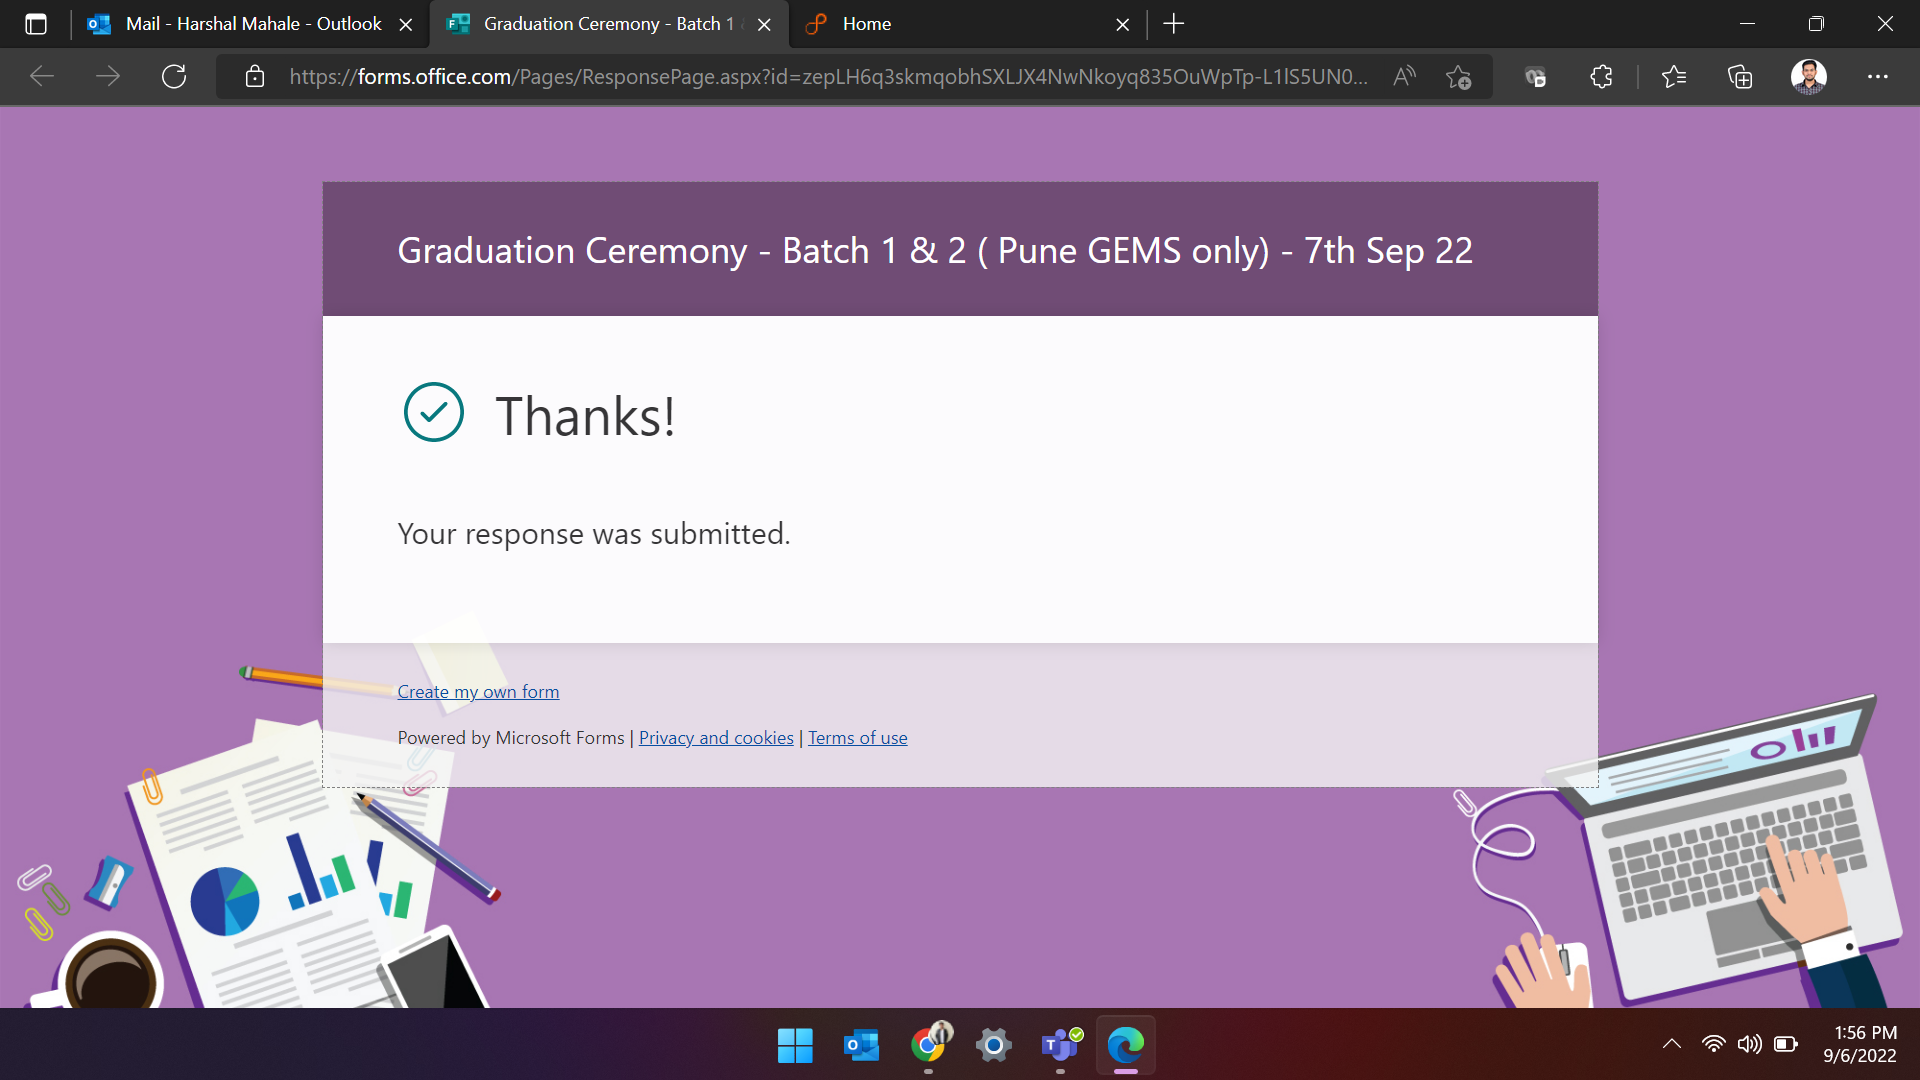 Mail - Harshal Mahale - Outlook
Graduation Ceremony - Batch 1
Home
https://forms.office.com/Pages/ResponsePage.aspx?id=zepLH6q3skmqobhSXLJX4NwNkoyq835OuWpTp-L1lS5UN0...
Graduation Ceremony - Batch 1 & 2 ( Pune GEMS only) - 7th Sep 22
Thanks!
Your response was submitted.
Create my own form
Powered by Microsoft Forms | Privacy and cookies | Terms of use
1:56 PM
9/6/2022